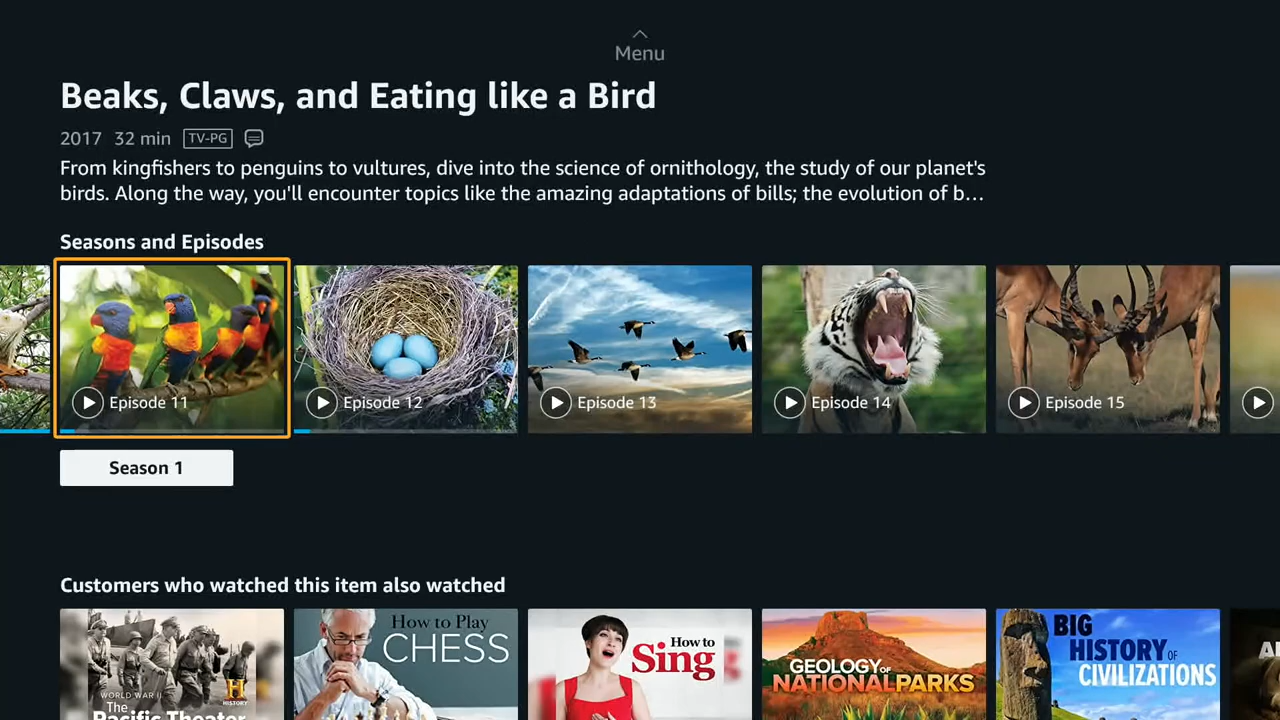 Menu
Beaks, Claws, and Eating like a Bird
2017 32 min TV-PG
From kingfishers to penguins to vultures, dive into the science of ornithology, the study of our planet's
birds. Along the way, you'll encounter topics like the amazing adaptations of bills; the evolution of b...
Seasons and Episodes
Episode 11 Episode 12 Episode 13 Episode 14 Episode 15
Season 1
Customers who watched this item also watched
WORLD WAR II
The
Pacific Theater
H
HISTORY
How to Play
CHESS
How to
Sing
GEOLOGY OF
NATIONAL PARKS
BIG
HISTORY OF
CIVILIZATIONS